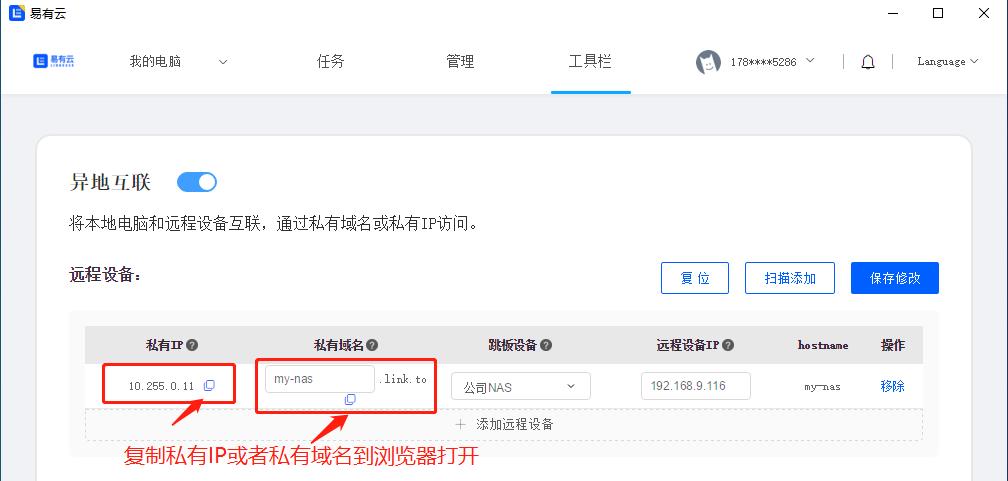 易有云
易有云 我的电脑 任务 管理 工具栏 178****5286 Language
异地互联
将本地电脑和远程设备互联，通过私有域名或私有IP访问。
远程设备：
复 位 扫描添加 保存修改
私有IP 私有域名 跳板设备 远程设备IP hostname 操作
10.255.0.11 my-nas .link.to 公司NAS 192.168.9.116 my-nas 移除
添加远程设备
复制私有IP或者私有域名到浏览器打开